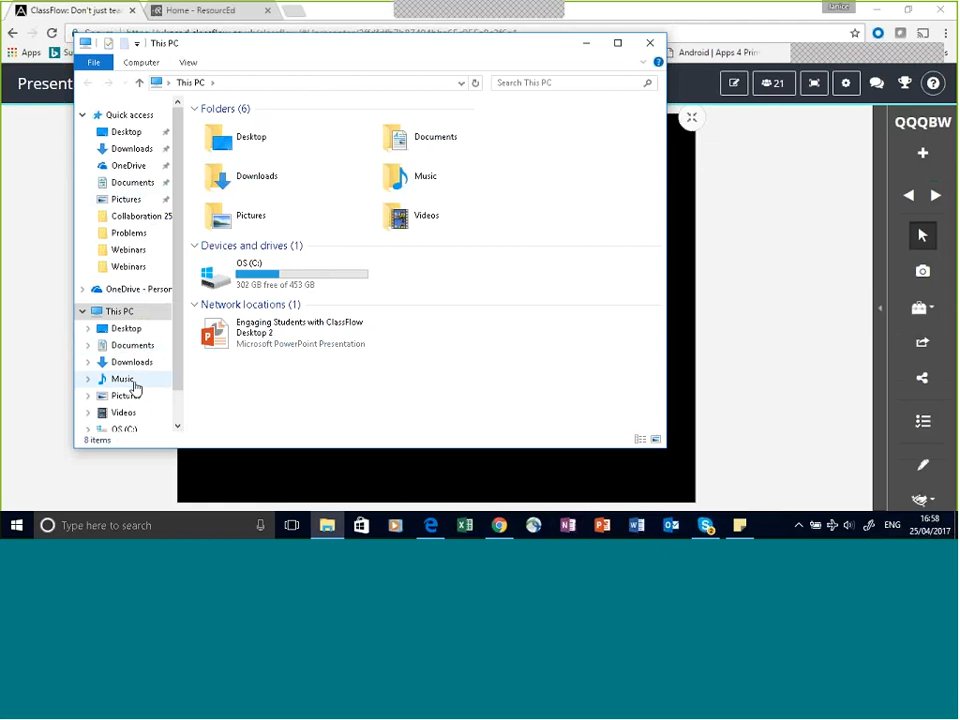 ClassFlow: Don't just tea
Home - ResourcEd
eunice
Apps
Android | Apps 4 Prim
Present
21
QQQBW
This PC
File
Computer
View
This PC
Search This PC
Quick access
Desktop
Downloads
OneDrive
Documents
Pictures
Collaboration 25
Problems
Webinars
Webinars
OneDrive - Person
This PC
Desktop
Documents
Downloads
Music
Pictures
Videos
OS (C:)
Folders (6)
Desktop
Documents
Downloads
Music
Pictures
Videos
Devices and drives (1)
OS (C:)
302 GB free of 453 GB
Network locations (1)
Engaging Students with ClassFlow
Desktop 2
Microsoft PowerPoint Presentation
8 items
Type here to search
ENG
16:58
25/04/2017